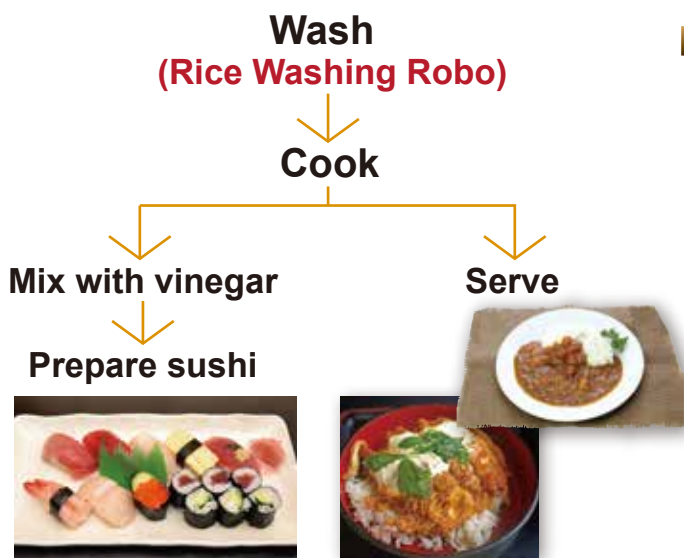 Wash
(Rice Washing Robo)
Cook
Mix with vinegar
Serve
Prepare sushi